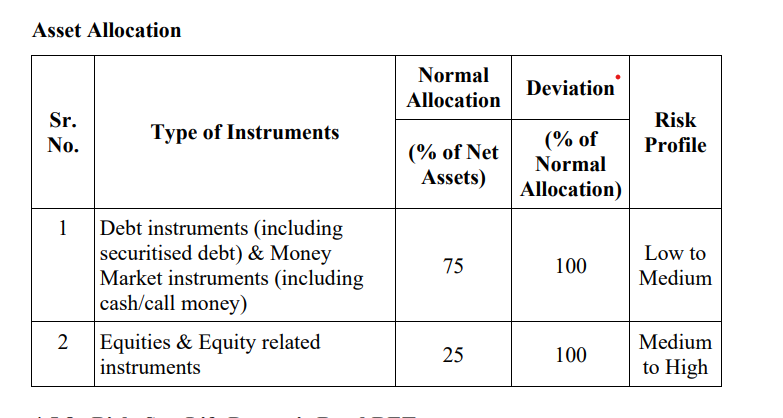 Asset Allocation
Sr.
No.
Type of Instruments
Normal
Allocation
(% of Net
Assets)
Deviation
(% of
Normal
Allocation)
Risk
Profile
1
Debt instruments (including
securitised debt) & Money
Market instruments (including
cash/call money)
75
100
Low to
Medium
2
Equities & Equity related
instruments
25
100
Medium
to High